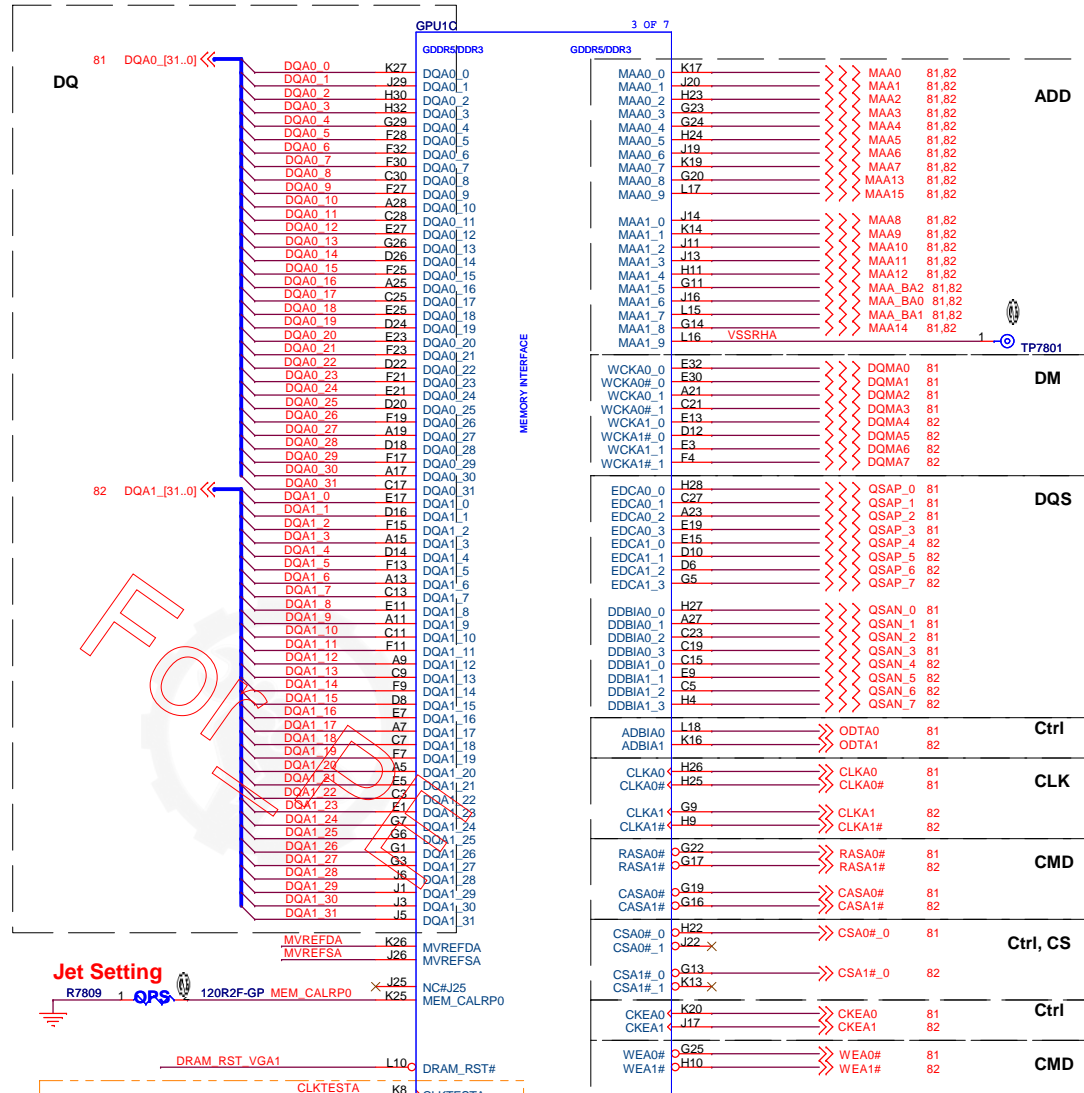 GPU1C
3 OF 7
GDDR5/DDR3 GDDR5/DDR3
81 DQA0_[31..0]
DQ
DQA0_0 K27 DQA0_0
DQA0_1 J29 DQA0_1
DQA0_2 H30 DQA0_2
DQA0_3 H32 DQA0_3
DQA0_4 G29 DQA0_4
DQA0_5 F28 DQA0_5
DQA0_6 F32 DQA0_6
DQA0_7 F30 DQA0_7
DQA0_8 C30 DQA0_8
DQA0_9 F27 DQA0_9
DQA0_10 A28 DQA0_10
DQA0_11 C28 DQA0_11
DQA0_12 E27 DQA0_12
DQA0_13 G26 DQA0_13
DQA0_14 D26 DQA0_14
DQA0_15 F25 DQA0_15
DQA0_16 A25 DQA0_16
DQA0_17 C25 DQA0_17
DQA0_18 E25 DQA0_18
DQA0_19 D24 DQA0_19
DQA0_20 E23 DQA0_20
DQA0_21 F23 DQA0_21
DQA0_22 D22 DQA0_22
DQA0_23 F21 DQA0_23
DQA0_24 E21 DQA0_24
DQA0_25 D20 DQA0_25
DQA0_26 F19 DQA0_26
DQA0_27 A19 DQA0_27
DQA0_28 D18 DQA0_28
DQA0_29 F17 DQA0_29
DQA0_30 A17 DQA0_30
DQA0_31 C17 DQA0_31
82 DQA1_[31..0]
DQA1_0 E17 DQA1_0
DQA1_1 D16 DQA1_1
DQA1_2 F15 DQA1_2
DQA1_3 A15 DQA1_3
DQA1_4 D14 DQA1_4
DQA1_5 F13 DQA1_5
DQA1_6 A13 DQA1_6
DQA1_7 C13 DQA1_7
DQA1_8 E11 DQA1_8
DQA1_9 A11 DQA1_9
DQA1_10 C11 DQA1_10
DQA1_11 F11 DQA1_11
DQA1_12 A9 DQA1_12
DQA1_13 C9 DQA1_13
DQA1_14 F9 DQA1_14
DQA1_15 D8 DQA1_15
DQA1_16 E7 DQA1_16
DQA1_17 A7 DQA1_17
DQA1_18 C7 DQA1_18
DQA1_19 F7 DQA1_19
DQA1_20 A5 DQA1_20
DQA1_21 E5 DQA1_21
DQA1_22 C3 DQA1_22
DQA1_23 E1 DQA1_23
DQA1_24 G7 DQA1_24
DQA1_25 G6 DQA1_25
DQA1_26 G1 DQA1_26
DQA1_27 G3 DQA1_27
DQA1_28 J6 DQA1_28
DQA1_29 J1 DQA1_29
DQA1_30 J3 DQA1_30
DQA1_31 J5 DQA1_31
For
MVREFDA K26 MVREFDA
MVREFSA J26 MVREFSA
Jet Setting
J25 NC#J25
R7809 1 OPS 2 120R2F-GP MEM_CALRP0 K25 MEM_CALRP0
DRAM_RST_VGA1 L10 DRAM_RST#
CLKTESTA K8 CLKTESTA
MEMORY INTERFACE
ADD
MAA0_0 K17 MAA0 81,82
MAA0_1 J20 MAA1 81,82
MAA0_2 H23 MAA2 81,82
MAA0_3 G23 MAA3 81,82
MAA0_4 G24 MAA4 81,82
MAA0_5 H24 MAA5 81,82
MAA0_6 J19 MAA6 81,82
MAA0_7 K19 MAA7 81,82
MAA0_8 G20 MAA13 81,82
MAA0_9 L17 MAA15 81,82
MAA1_0 J14 MAA8 81,82
MAA1_1 K14 MAA9 81,82
MAA1_2 J11 MAA10 81,82
MAA1_3 J13 MAA11 81,82
MAA1_4 H11 MAA12 81,82
MAA1_5 G11 MAA_BA2 81,82
MAA1_6 J16 MAA_BA0 81,82
MAA1_7 L15 MAA_BA1 81,82
MAA1_8 G14 MAA14 81,82
MAA1_9 L16 VSSRHA 1 TP7801
DM
WCKA0_0 E32 DQMA0 81
WCKA0#_0 E30 DQMA1 81
WCKA0_1 A21 DQMA2 81
WCKA0#_1 C21 DQMA3 81
WCKA1_0 E13 DQMA4 82
WCKA1#_0 D12 DQMA5 82
WCKA1_1 E3 DQMA6 82
WCKA1#_1 F4 DQMA7 82
DQS
EDCA0_0 H28 QSAP_0 81
EDCA0_1 C27 QSAP_1 81
EDCA0_2 A23 QSAP_2 81
EDCA0_3 E19 QSAP_3 81
EDCA1_0 E15 QSAP_4 82
EDCA1_1 D10 QSAP_5 82
EDCA1_2 D6 QSAP_6 82
EDCA1_3 G5 QSAP_7 82
DDBIA0_0 H27 QSAN_0 81
DDBIA0_1 A27 QSAN_1 81
DDBIA0_2 C23 QSAN_2 81
DDBIA0_3 C19 QSAN_3 81
DDBIA1_0 C15 QSAN_4 82
DDBIA1_1 E9 QSAN_5 82
DDBIA1_2 C5 QSAN_6 82
DDBIA1_3 H4 QSAN_7 82
Ctrl
ADBIA0 L18 ODTA0 81
ADBIA1 K16 ODTA1 82
CLK
CLKA0 H26 CLKA0 81
CLKA0# H25 CLKA0# 81
CLKA1 G9 CLKA1 82
CLKA1# H9 CLKA1# 82
CMD
RASA0# G22 RASA0# 81
RASA1# G17 RASA1# 82
CASA0# G19 CASA0# 81
CASA1# G16 CASA1# 82
Ctrl, CS
CSA0#_0 H22 CSA0#_0 81
CSA0#_1 J22
CSA1#_0 G13 CSA1#_0 82
CSA1#_1 K13
Ctrl
CKEA0 K20 CKEA0 81
CKEA1 J17 CKEA1 82
CMD
WEA0# G25 WEA0# 81
WEA1# H10 WEA1# 82